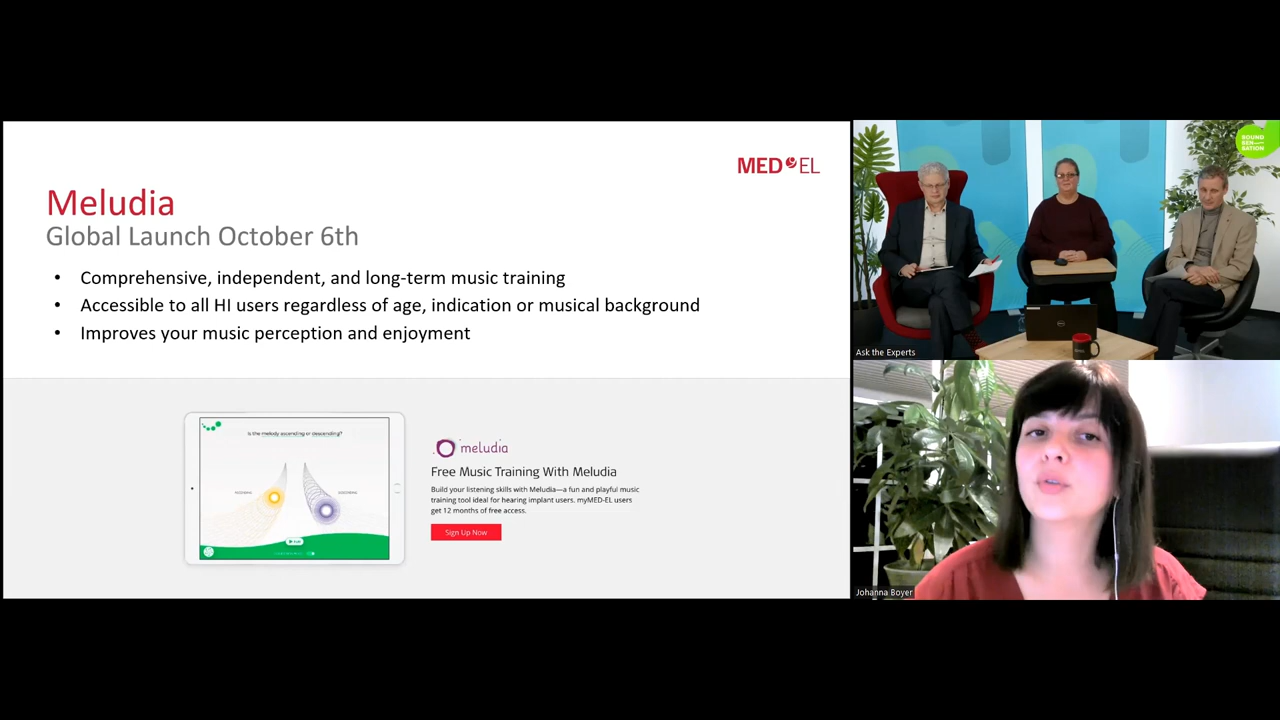 MED EL
Meludia
Global Launch October 6th
• Comprehensive, independent, and long-term music training
• Accessible to all HI users regardless of age, indication or musical background
• Improves your music perception and enjoyment
Is the melody ascending or descending?
meludia
Free Music Training With Meludia
Build your listening skills with Meludia—a fun and playful music
training tool ideal for hearing implant users. myMED-EL users
get 12 months of free access.
Sign Up Now
SOUND
SEN
SATION
Ask the Experts
Johanna Boyer